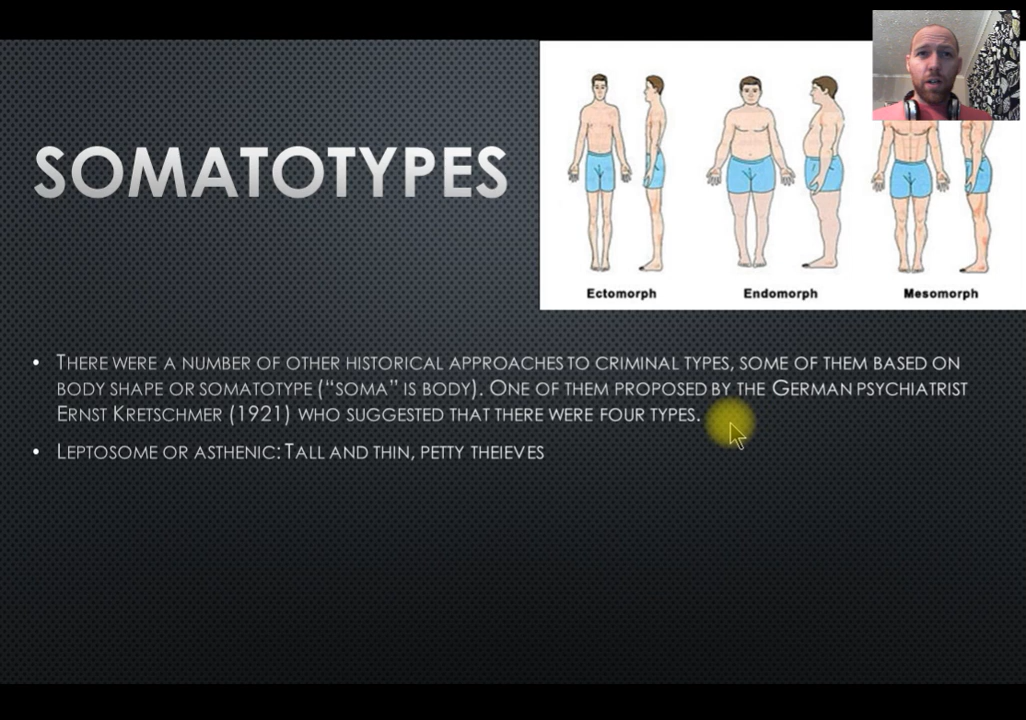 SOMATOTYPES
Ectomorph
Endomorph
Mesomorph
• THERE WERE A NUMBER OF OTHER HISTORICAL APPROACHES TO CRIMINAL TYPES, SOME OF THEM BASED ON
BODY SHAPE OR SOMATOTYPE (“SOMA” IS BODY). ONE OF THEM PROPOSED BY THE GERMAN PSYCHIATRIST
ERNST KRETSCHMER (1921) WHO SUGGESTED THAT THERE WERE FOUR TYPES.
• LEPTOSOME OR ASTHENIC: TALL AND THIN, PETTY THEIEVES